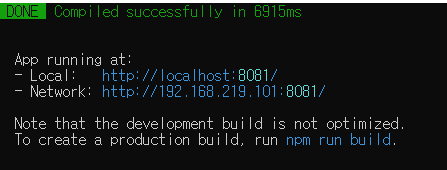 DONE Compiled successfully in 6915ms
App running at:
- Local: http://localhost:8081/
- Network: http://192.168.219.101:8081/
Note that the development build is not optimized.
To create a production build, run npm run build.